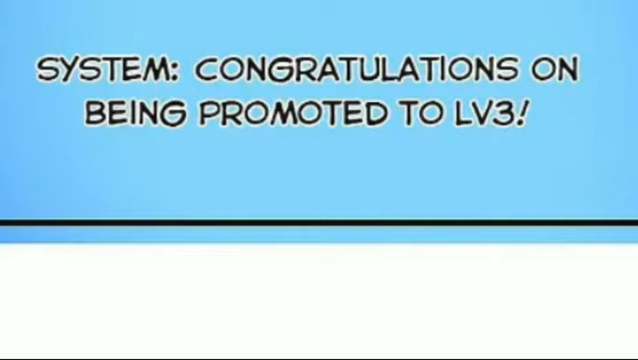 SYSTEM: CONGRATULATIONS ON
BEING PROMOTED TO LV3!